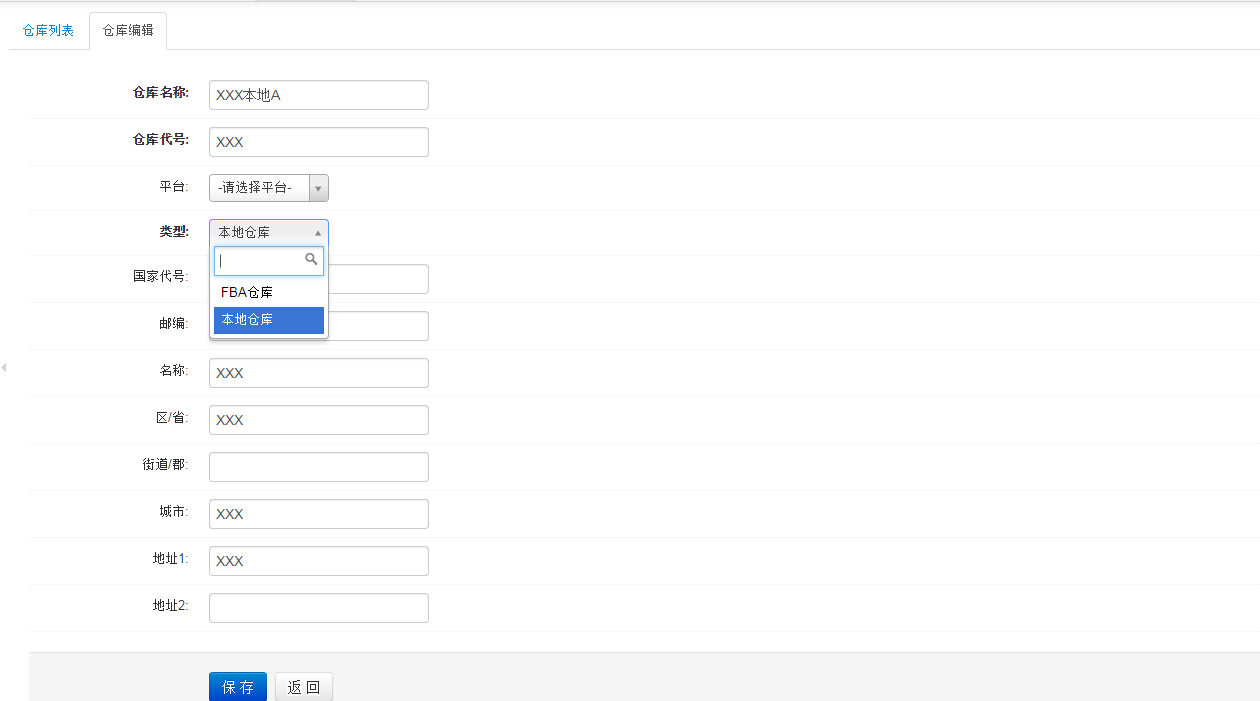 仓库列表
仓库编辑
仓库名称: XXX本地A
仓库代号: XXX
平台: -请选择平台-
类型: 本地仓库
FBA仓库
本地仓库
国家代号:
邮编:
名称: XXX
区/省: XXX
街道/郡:
城市: XXX
地址1: XXX
地址2:
保存 返回